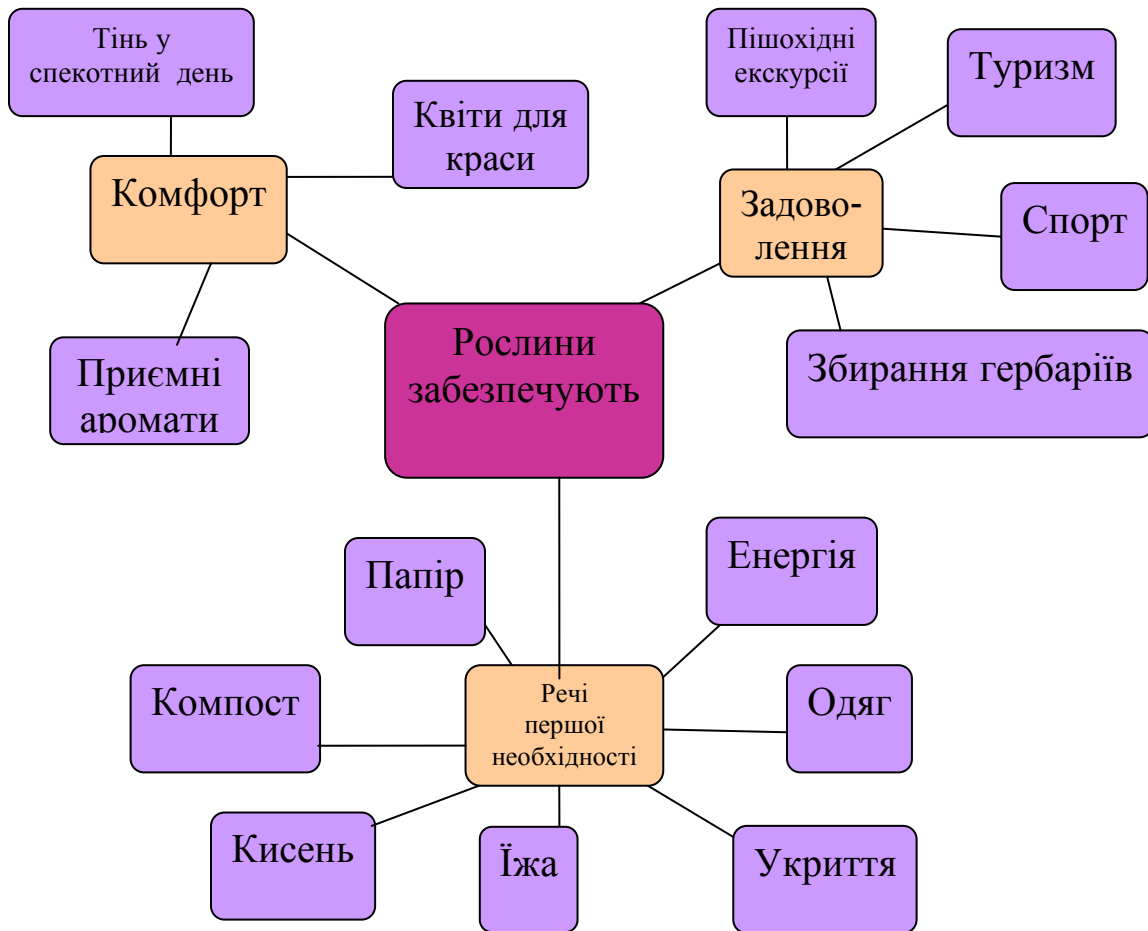 Тінь у
спекотний день
Пішохідні
екскурсії
Туризм
Квіти для
краси
Комфорт
Задово-
лення
Спорт
Приємні
аромати
Рослини
забезпечують
Збирання гербаріїв
Папір
Енергія
Компост
Речі
першої
необхідності
Одяг
Кисень
Їжа
Укриття